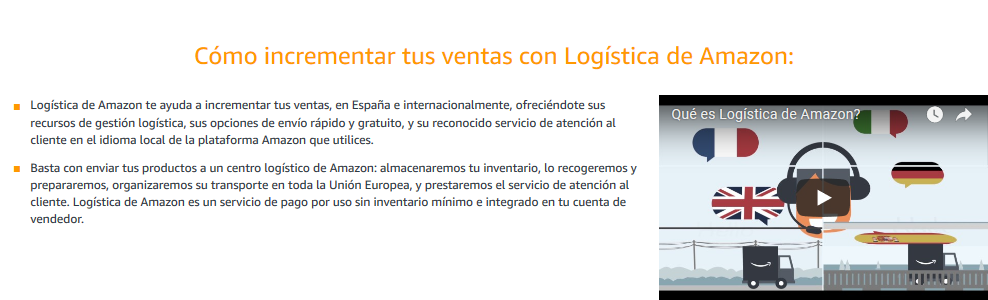 Cómo incrementar tus ventas con Logística de Amazon:
Logística de Amazon te ayuda a incrementar tus ventas, en España e internacionalmente, ofreciéndote sus
recursos de gestión logística, sus opciones de envío rápido y gratuito, y su reconocido servicio de atención al
cliente en el idioma local de la plataforma Amazon que utilices.
Basta con enviar tus productos a un centro logístico de Amazon: almacenaremos tu inventario, lo recogeremos y
prepararemos, organizaremos su transporte en toda la Unión Europea, y prestaremos el servicio de atención al
cliente. Logística de Amazon es un servicio de pago por uso sin inventario mínimo e integrado en tu cuenta de
vendedor.
Qué es Logística de Amazon?